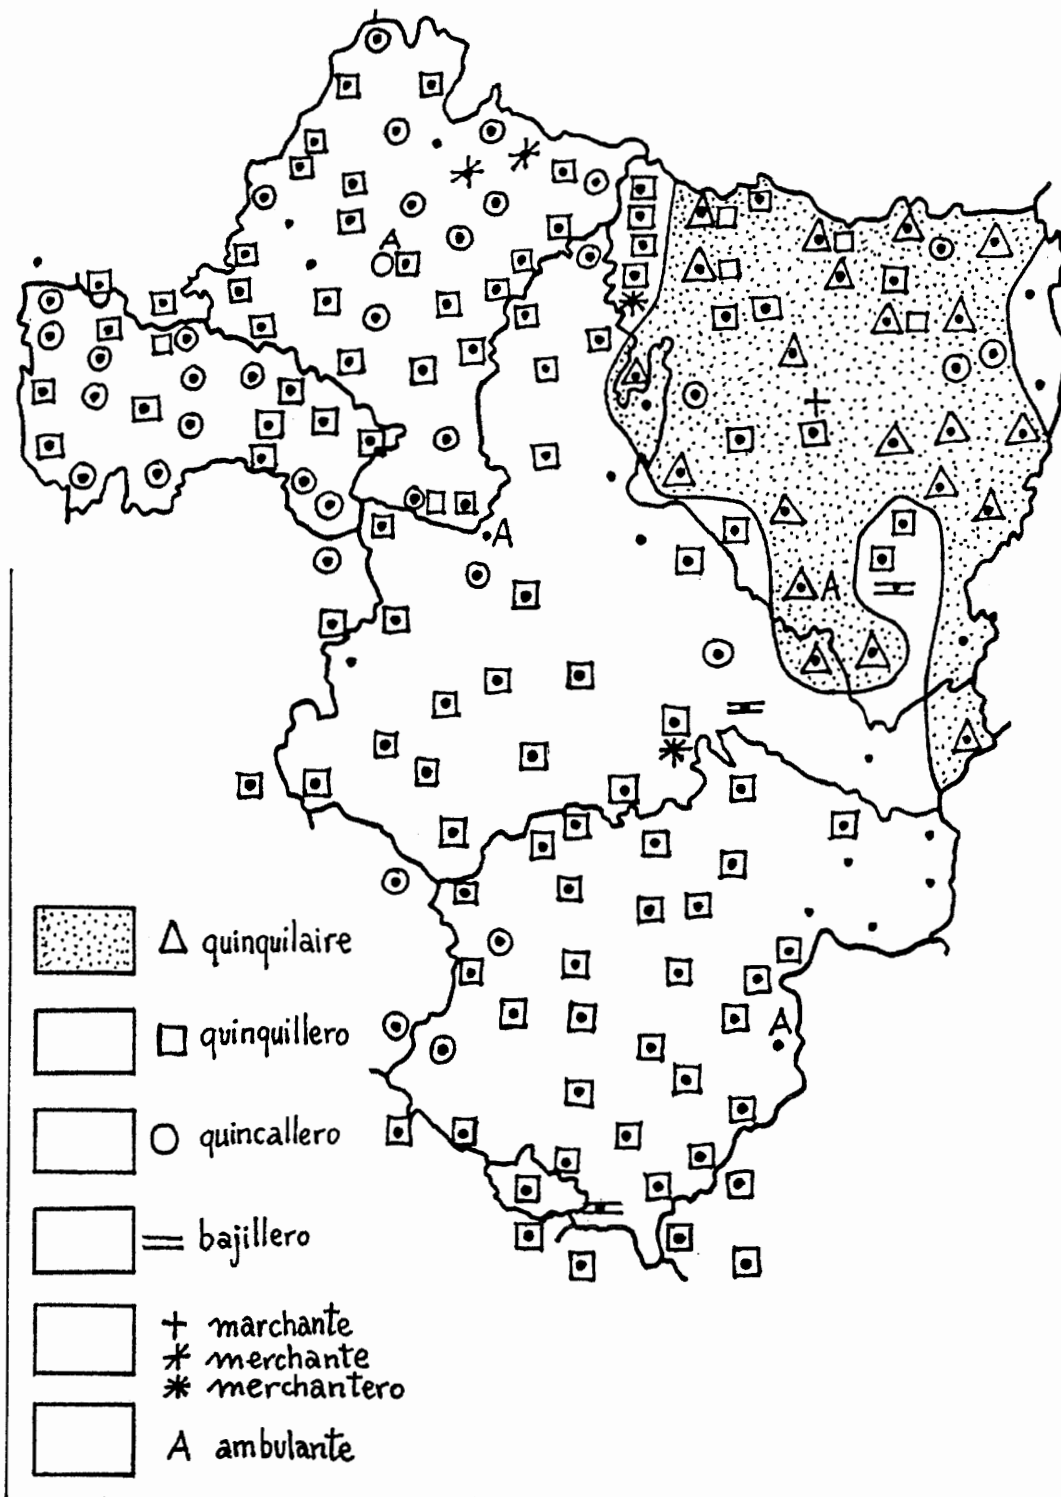 A
A
A
A
quinquilaire
quinquillero
quincallero
bajillero
marchante
merchante
merchantero
A ambulante